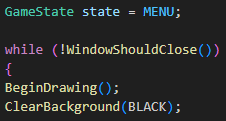 GameState state = MENU;
while (!WindowShouldClose())
{
BeginDrawing();
ClearBackground(BLACK);